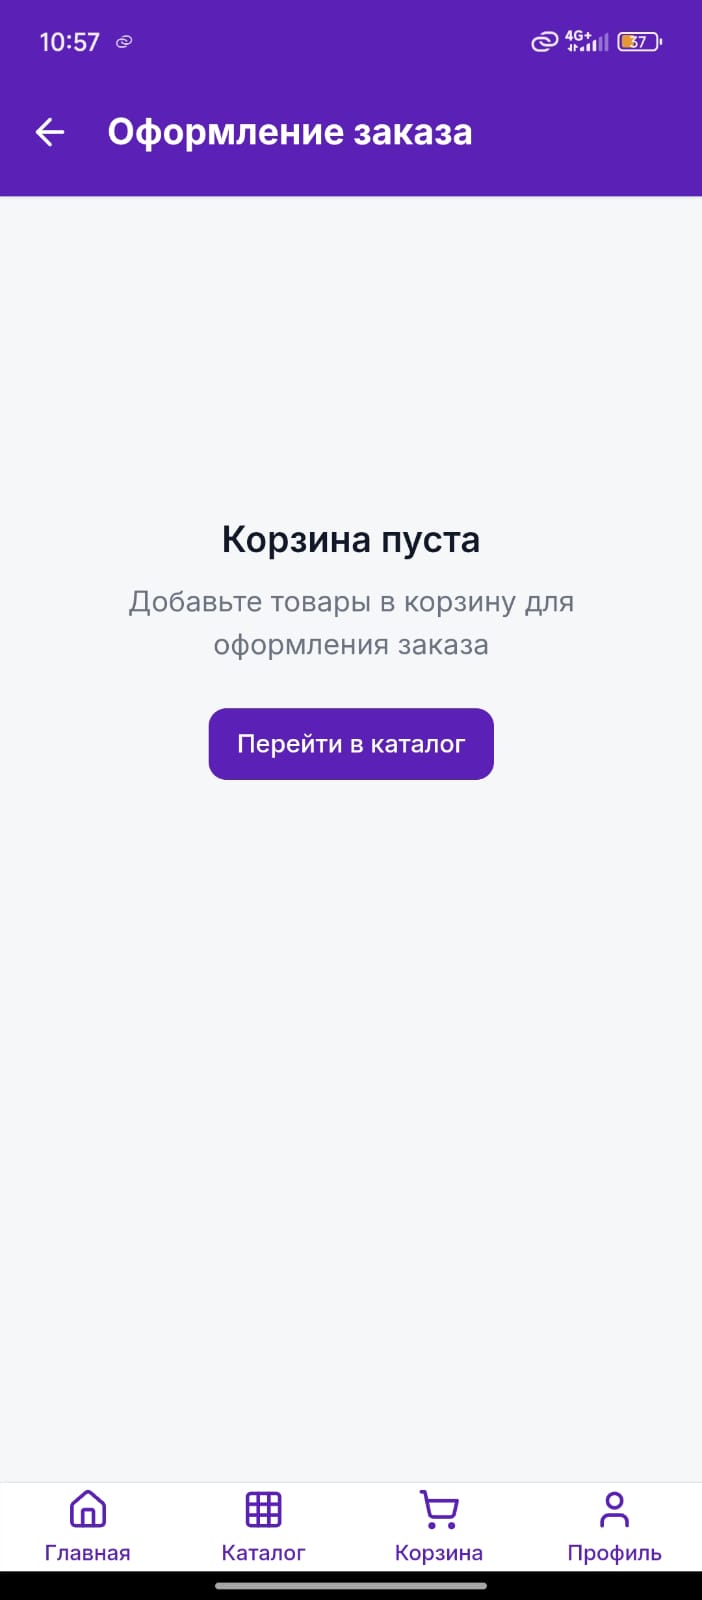 10:57
4G+
37
Оформление заказа
Корзина пуста
Добавьте товары в корзину для
оформления заказа
Перейти в каталог
Главная
Каталог
Корзина
Профиль